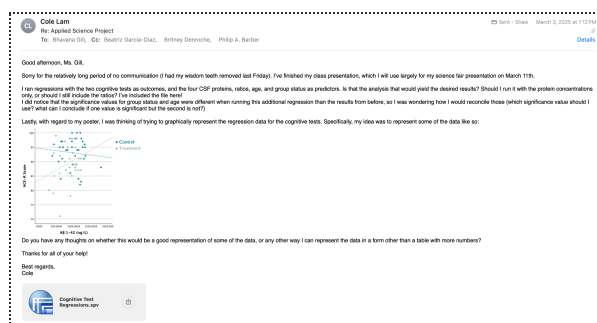 CL
Cole Lam
Sent - Shaw March 3, 2025 at 1:12 PM
Re: Applied Science Project
To: Bhavana Gill, Cc: Beatriz Garcia-Diaz, Britney Denroche, Philip A. Barber
Details
Good afternoon, Ms. Gill,
Sorry for the relatively long period of no communication (I had my wisdom teeth removed last Friday). I've finished my class presentation, which I will use largely for my science fair presentation on March 11th.
I ran regressions with the two cognitive tests as outcomes, and the four CSF proteins, ratios, age, and group status as predictors. Is that the analysis that would yield the desired results? Should I run it with the protein concentrations
only, or should I still include the ratios? I've included the file here!
I did notice that the significance values for group status and age were different when running this additional regression than the results from before, so I was wondering how I would reconcile those (which significance value should I
use? what can I conclude if one value is significant but the second is not?)
Lastly, with regard to my poster, I was thinking of trying to graphically represent the regression data for the cognitive tests. Specifically, my idea was to represent some of the data like so:
Control
Treatment
ACE-R Score
Aβ 1-42 (ng/L)
Do you have any thoughts on whether this would be a good representation of some of the data, or any other way I can represent the data in a form other than a table with more numbers?
Thanks for all of your help!
Best regards,
Cole
Cognitive Test
Regressions.spv